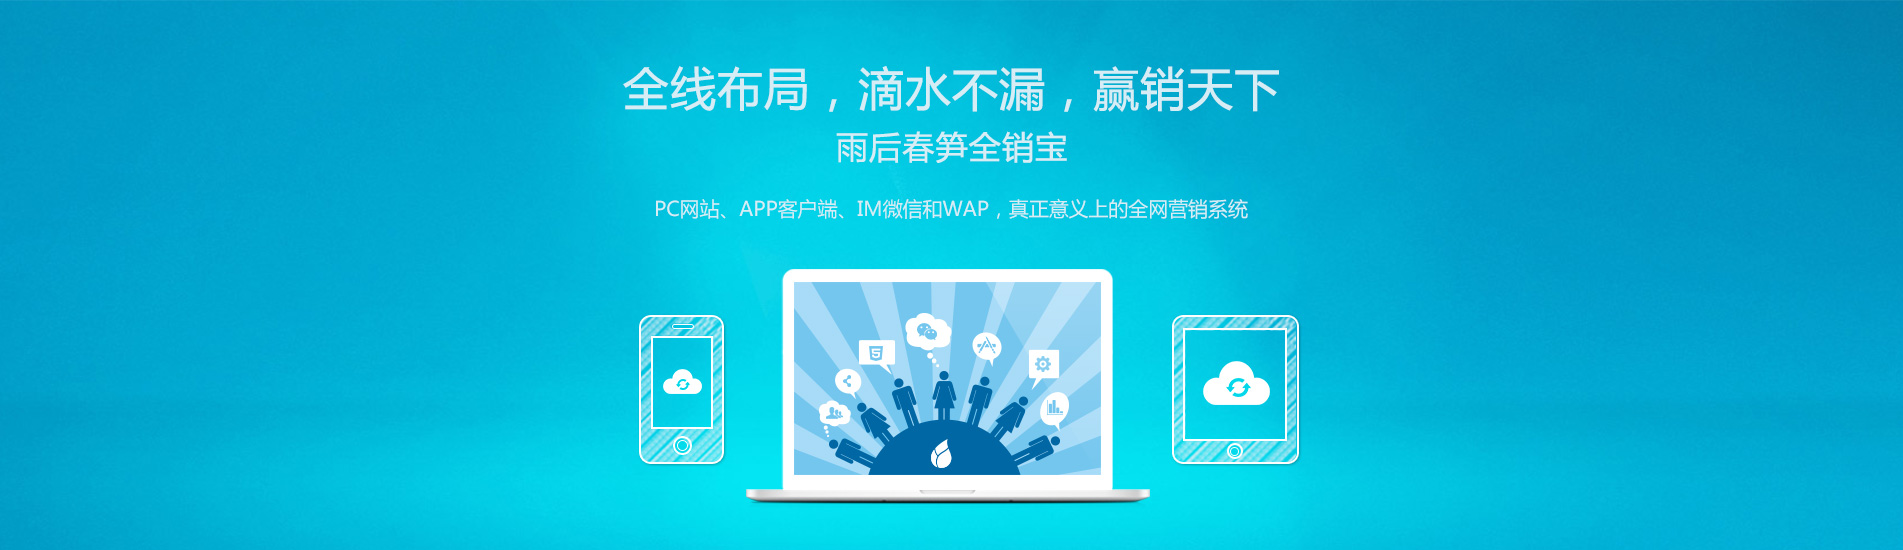 全线布局，滴水不漏，赢销天下
雨后春笋全销宝
PC网站、APP客户端、IM微信和WAP，真正意义上的全网营销系统
5